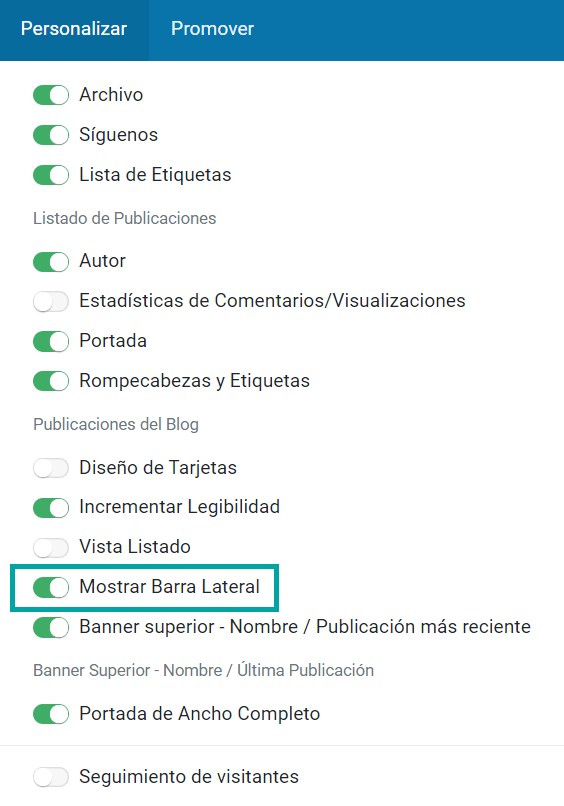 Personalizar Promover
Archivo
Síguenos
Lista de Etiquetas
Listado de Publicaciones
Autor
Estadísticas de Comentarios/Visualizaciones
Portada
Rompecabezas y Etiquetas
Publicaciones del Blog
Diseño de Tarjetas
Incrementar Legibilidad
Vista Listado
Mostrar Barra Lateral
Banner superior - Nombre / Publicación más reciente
Banner Superior - Nombre / Última Publicación
Portada de Ancho Completo
Seguimiento de visitantes